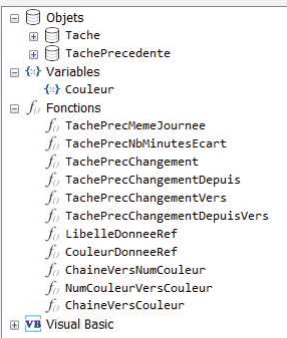 Objets
Tache
TachePrecedente
Variables
Couleur
Fonctions
TachePrecMemeJournee
TachePrecNbMinutesEcart
TachePrecChangement
TachePrecChangementDepuis
TachePrecChangementVers
TachePrecChangementDepuisVers
LibelleDonneeRef
CouleurDonneeRef
ChaineVersNumCouleur
NumCouleurVersCouleur
ChaineVersCouleur
VB Visual Basic